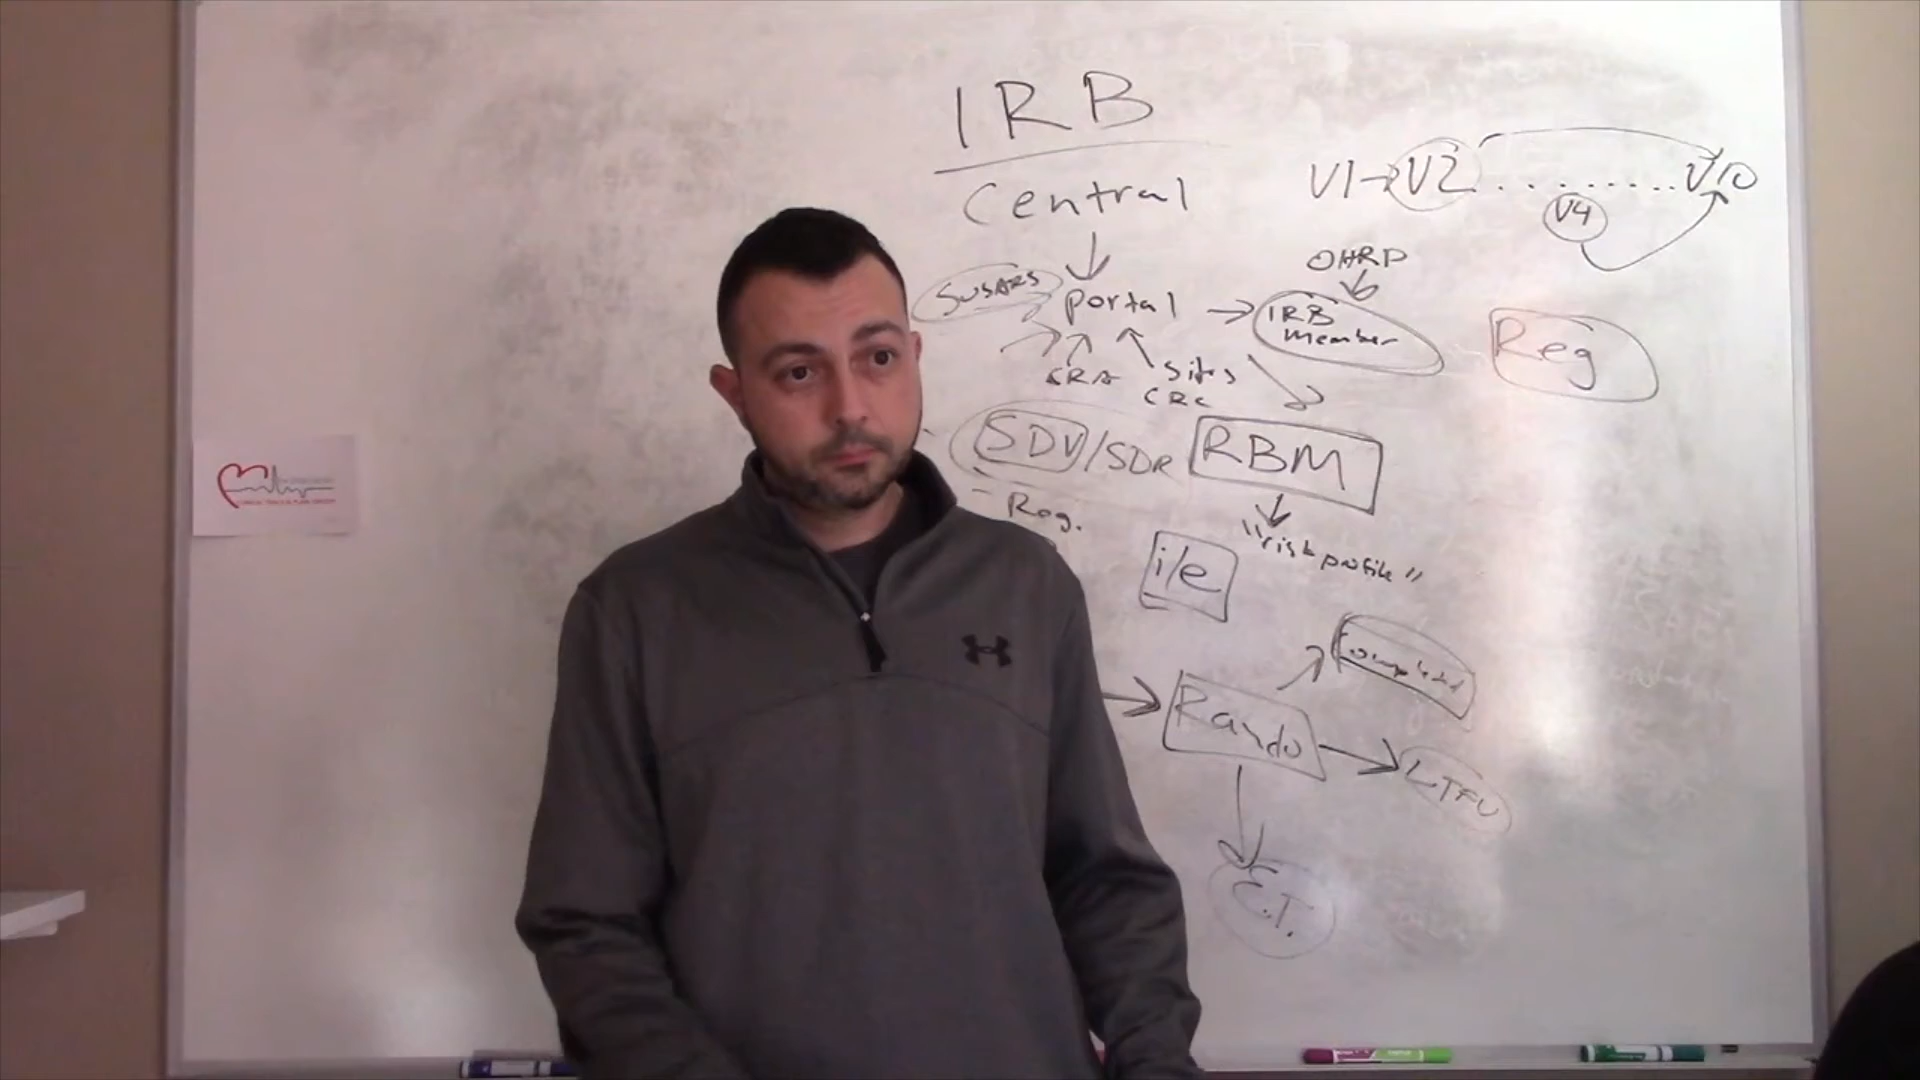 IRB
Central
V1→V2.........V10
V4
OHRP
SUSARS
portal → IRB
Member
Reg
CRA
Sites
CRC
SDV/SDR
RBM
- Reg.
"risk profile"
i/e
Completed
Rando
LTFU
E.T.